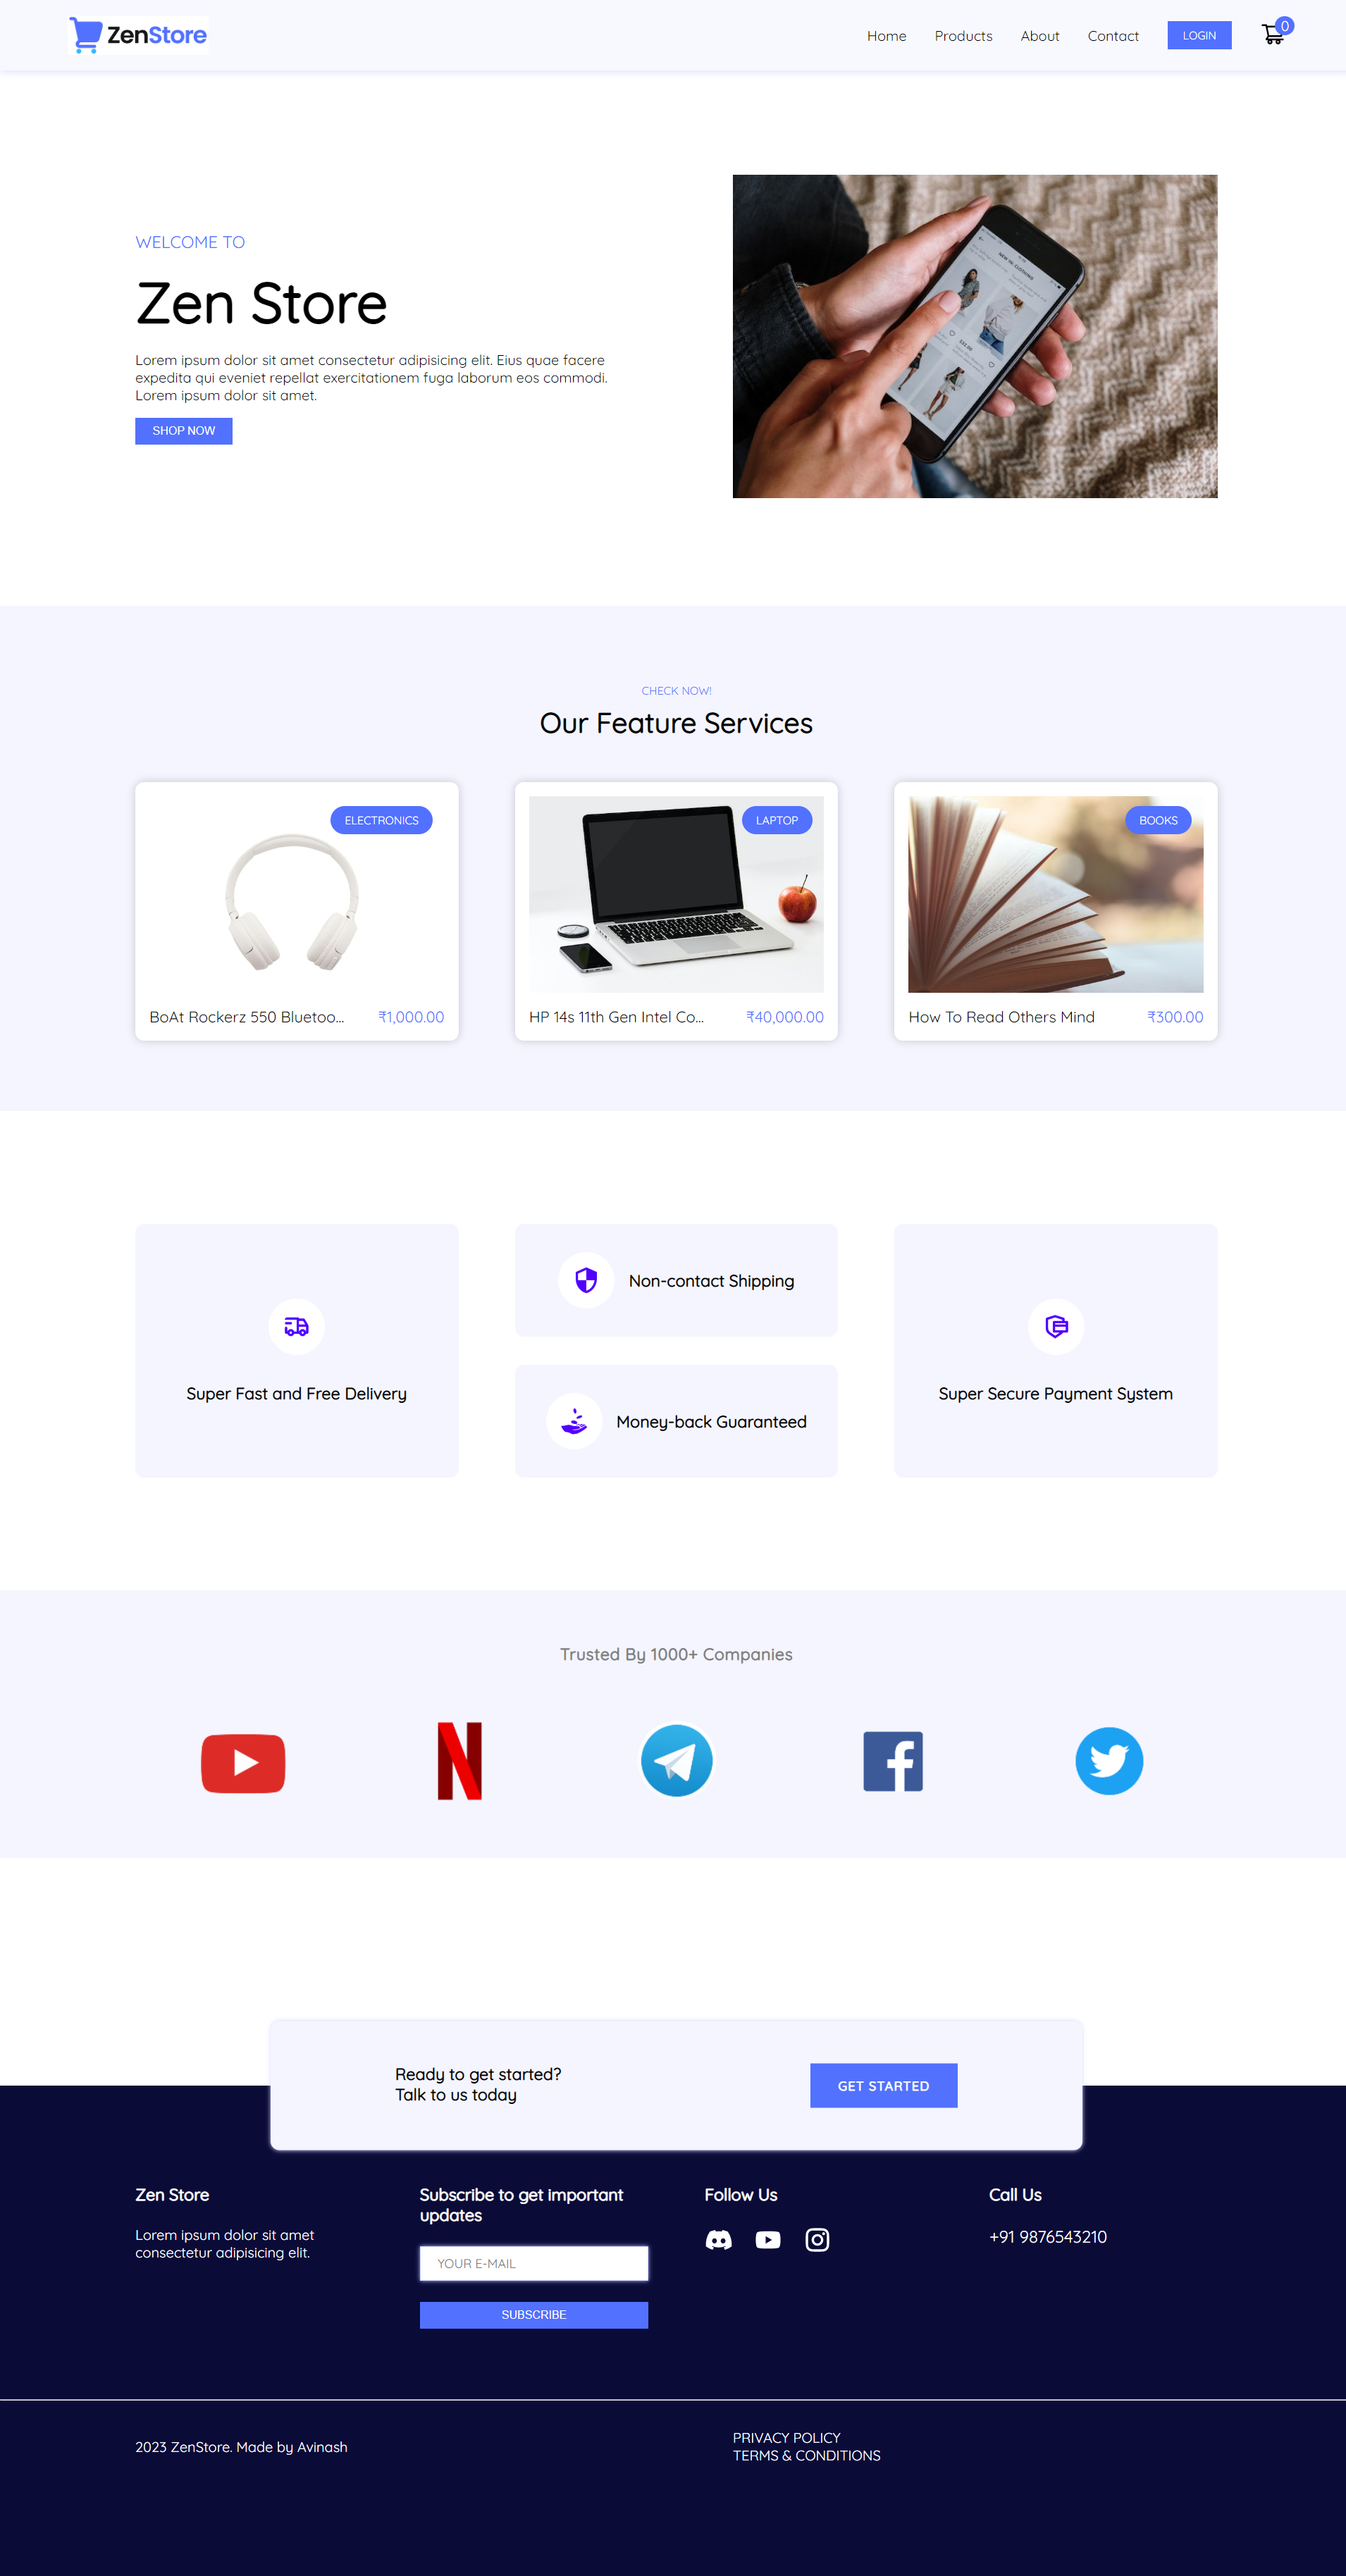 ZenStore
Home
Products
About
Contact
LOGIN
0
WELCOME TO
Zen Store
Lorem ipsum dolor sit amet consectetur adipisicing elit. Eius quae facere
expedita qui eveniet repellat exercitationem fuga laborum eos commodi.
Lorem ipsum dolor sit amet.
SHOP NOW
NEW IN: CLOTHING
CHECK NOW!
Our Feature Services
ELECTRONICS
BoAt Rockerz 550 Bluetoo...
₹1,000.00
LAPTOP
HP 14s 11th Gen Intel Co...
₹40,000.00
BOOKS
How To Read Others Mind
₹300.00
Super Fast and Free Delivery
Non-contact Shipping
Money-back Guaranteed
Super Secure Payment System
Trusted By 1000+ Companies
Ready to get started?
Talk to us today
GET STARTED
Zen Store
Lorem ipsum dolor sit amet
consectetur adipisicing elit.
Subscribe to get important
updates
YOUR E-MAIL
SUBSCRIBE
Follow Us
Call Us
+91 9876543210
2023 ZenStore. Made by Avinash
PRIVACY POLICY
TERMS & CONDITIONS